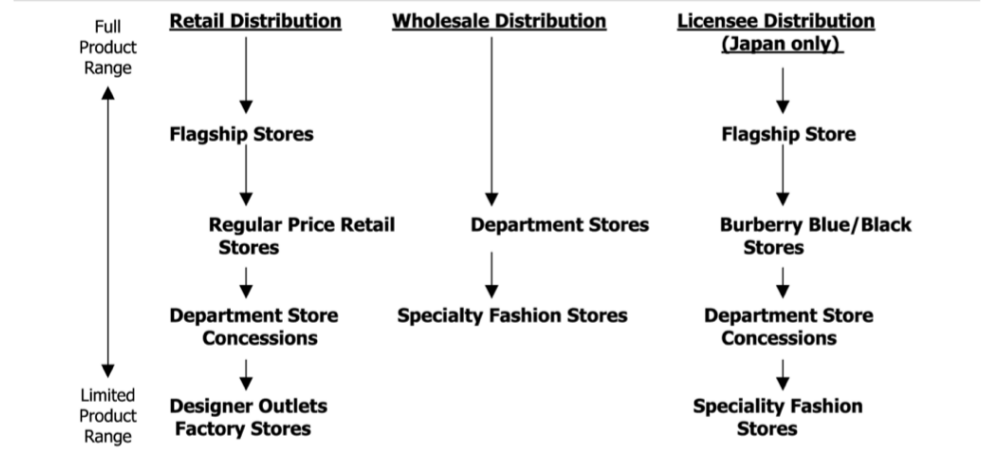 Full
Product
Range
Retail Distribution
Wholesale Distribution
Licensee Distribution
(Japan only)
Flagship Stores
Flagship Store
Regular Price Retail
Stores
Department Stores
Burberry Blue/Black
Stores
Department Store
Concessions
Specialty Fashion Stores
Department Store
Concessions
Limited
Product
Range
Designer Outlets
Factory Stores
Speciality Fashion
Stores